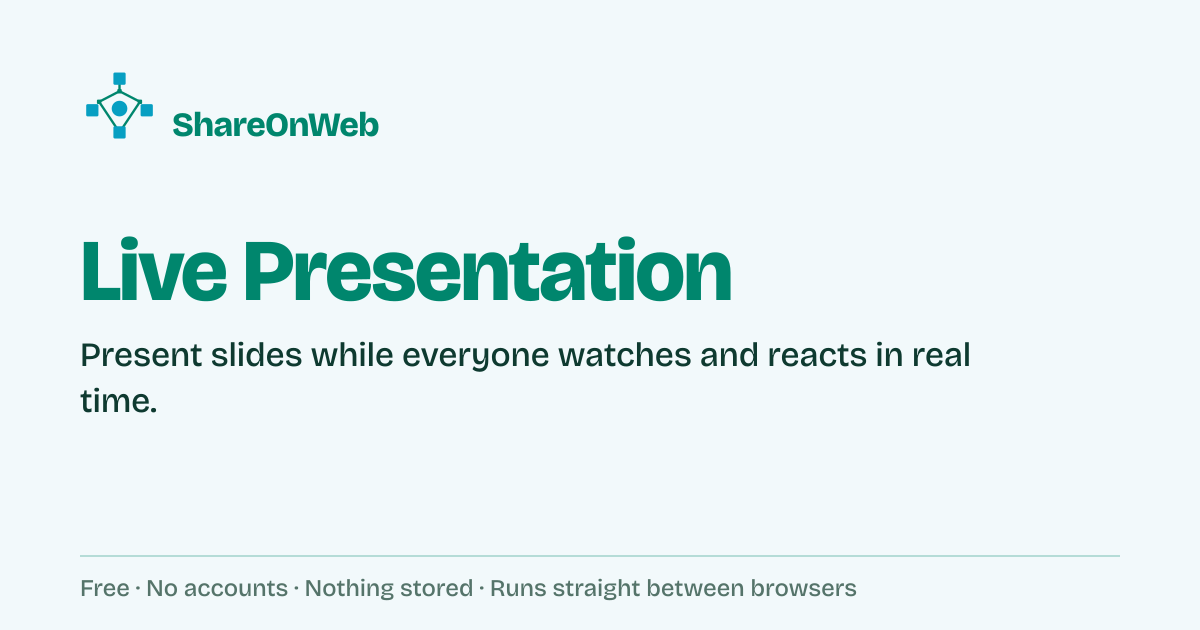 ShareOnWeb
Live Presentation
Present slides while everyone watches and reacts in real
time.
Free · No accounts · Nothing stored · Runs straight between browsers